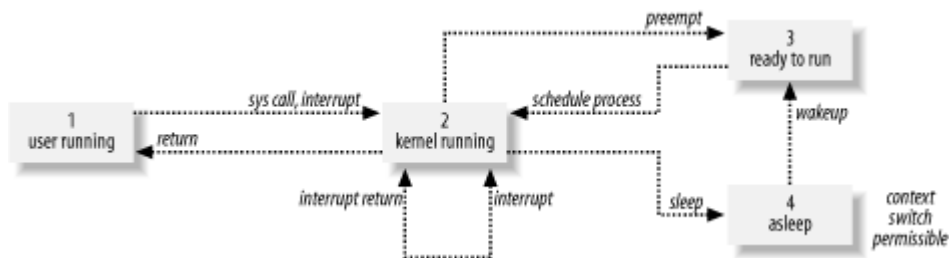 preempt
3
ready to run
sys call, interrupt
schedule process
1
user running
2
kernel running
wakeup
return
interrupt return
interrupt
sleep
4
asleep
context
switch
permissible